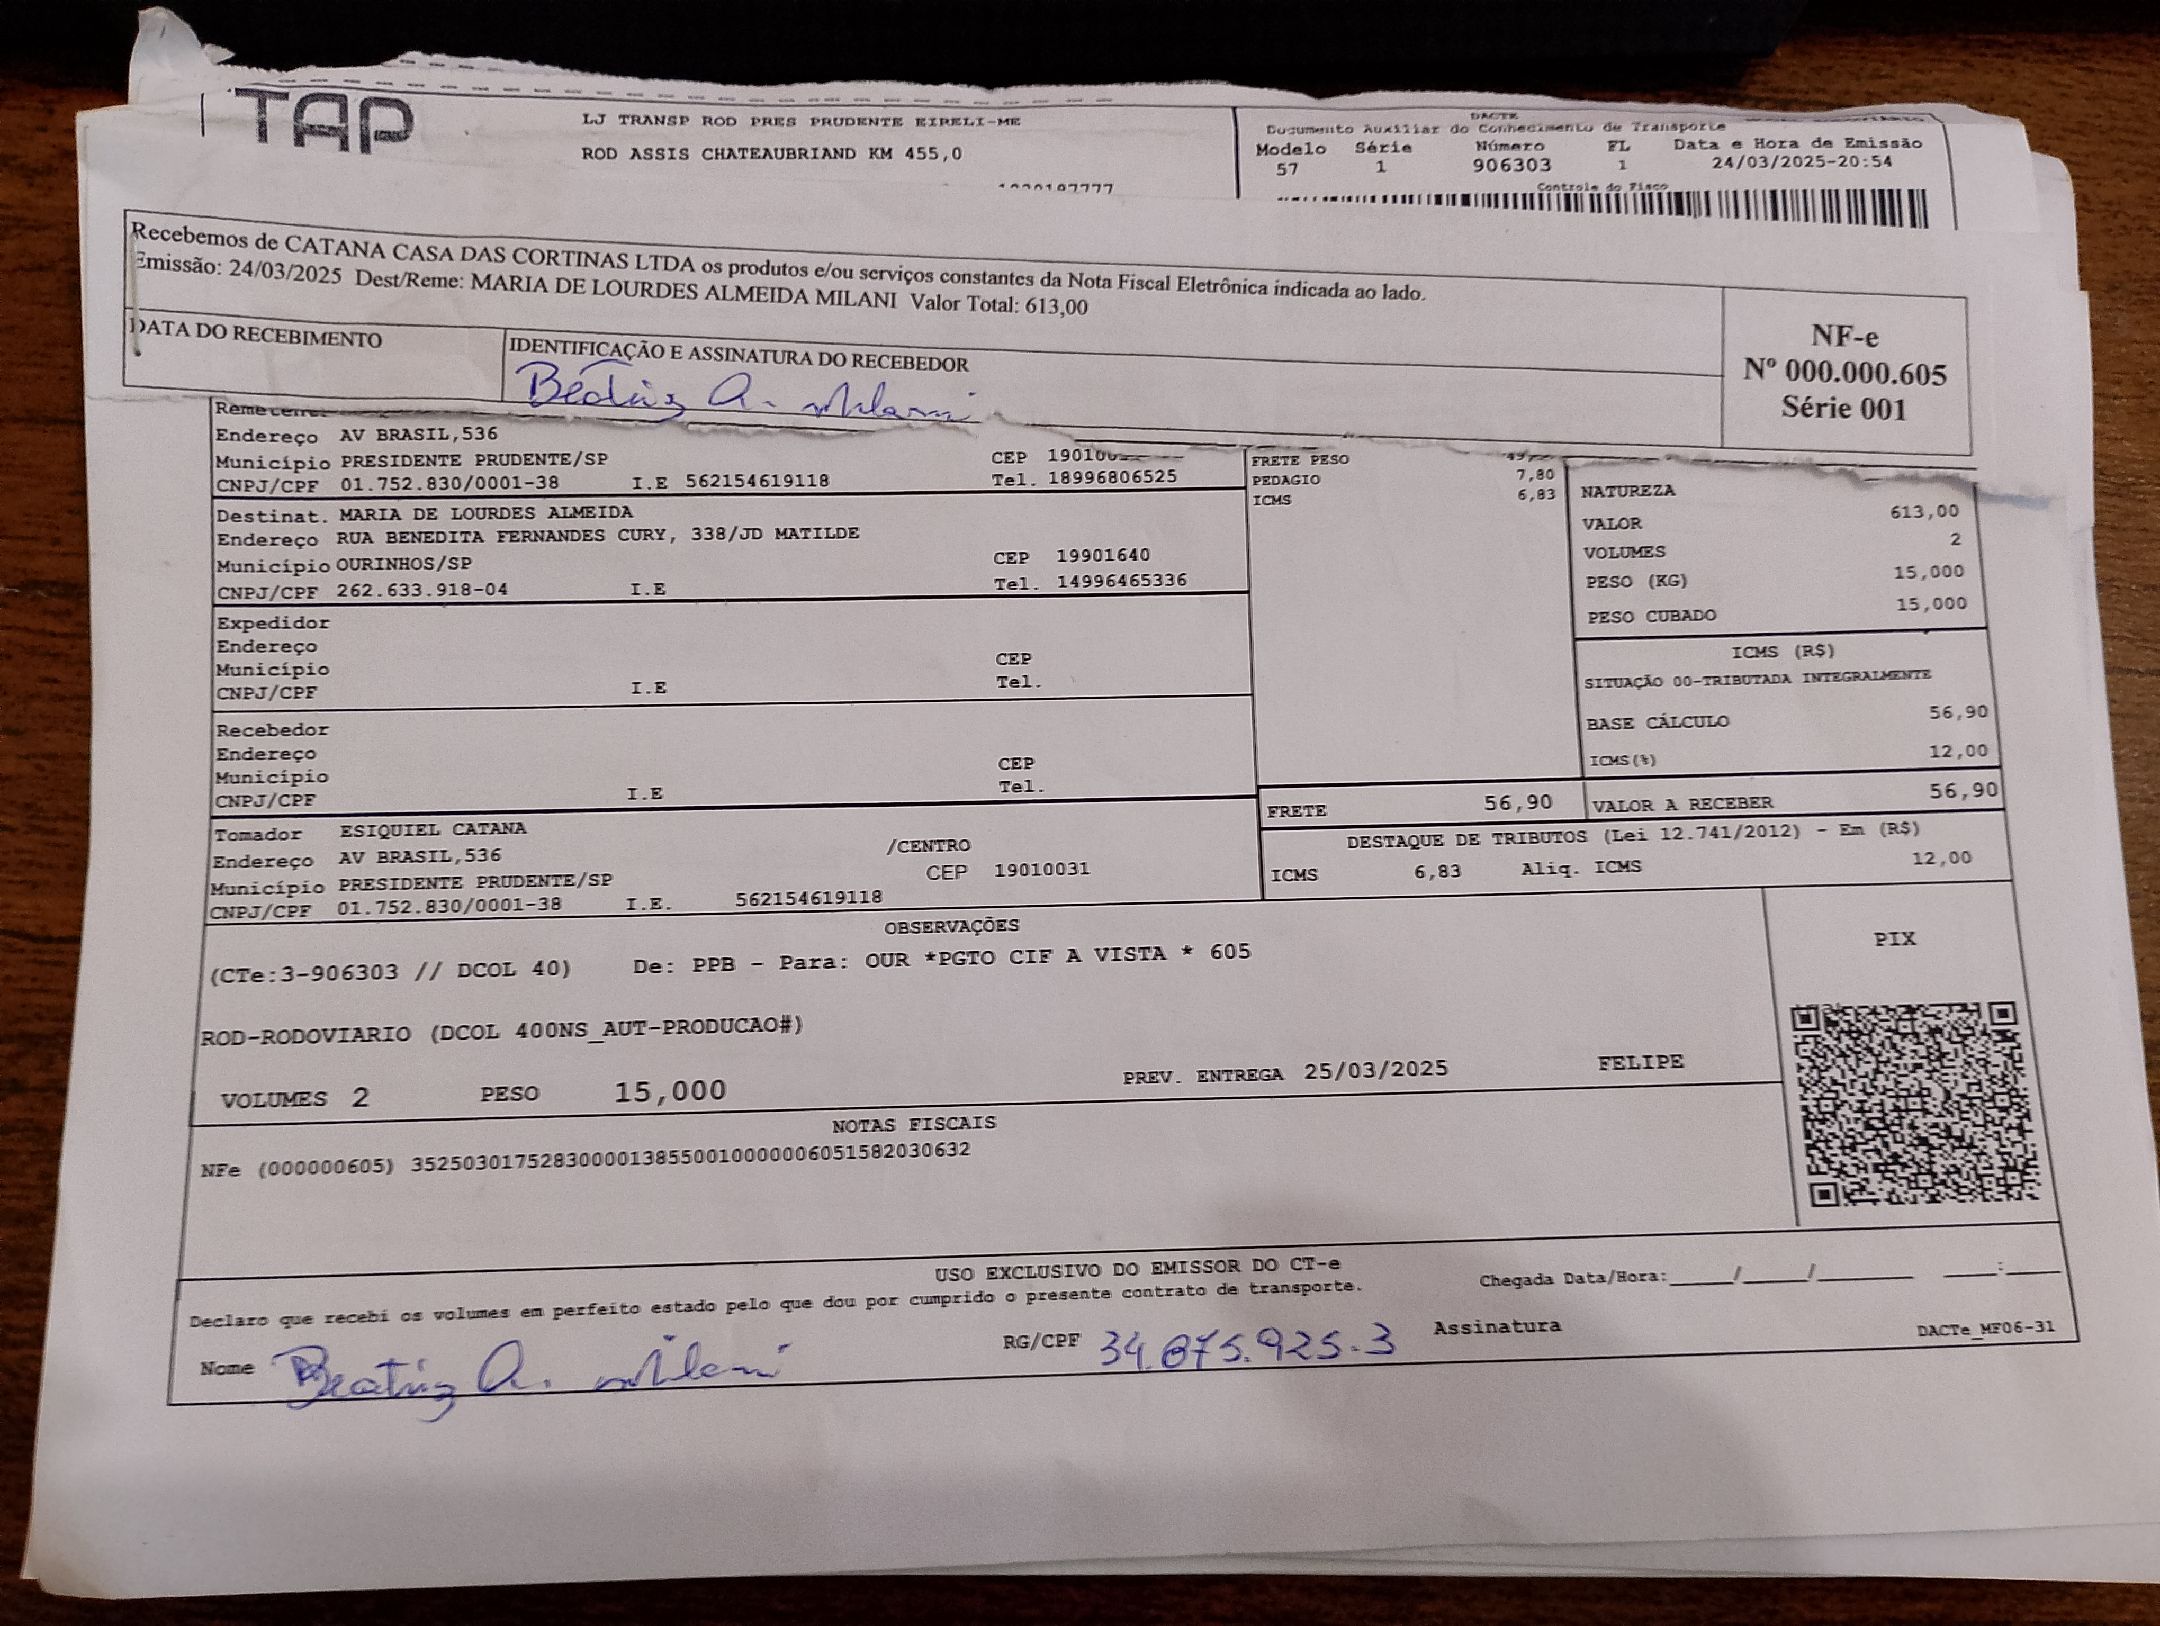 TAP
LJ TRANSP ROD PRES PRUDENTE EIRELI-ME
ROD ASSIS CHATEAUBRIAND KM 455,0
DACTE
Documento Auxiliar do Conhecimento de Transporte
Modelo Série Número FL Data e Hora de Emissão
57 1 906303 1 24/03/2025-20:54
Controle do Fisco
Recebemos de CATANA CASA DAS CORTINAS LTDA os produtos e/ou serviços constantes da Nota Fiscal Eletrônica indicada ao lado.
Emissão: 24/03/2025 Dest/Reme: MARIA DE LOURDES ALMEIDA MILANI Valor Total: 613,00
DATA DO RECEBIMENTO
IDENTIFICAÇÃO E ASSINATURA DO RECEBEDOR
Beatriz A. Milani
NF-e
Nº 000.000.605
Série 001
Endereço AV BRASIL,536
Município PRESIDENTE PRUDENTE/SP CEP
CNPJ/CPF 01.752.830/0001-38 I.E 562154619118 Tel. 18996806525
Destinat. MARIA DE LOURDES ALMEIDA
Endereço RUA BENEDITA FERNANDES CURY, 338/JD MATILDE
Município OURINHOS/SP CEP 19901640
CNPJ/CPF 262.633.918-04 I.E Tel. 14996465336
Expedidor
Endereço
Município CEP
CNPJ/CPF I.E Tel.
Recebedor
Endereço
Município CEP
CNPJ/CPF I.E Tel.
Tomador ESIQUIEL CATANA
Endereço AV BRASIL,536 /CENTRO
Município PRESIDENTE PRUDENTE/SP CEP 19010031
CNPJ/CPF 01.752.830/0001-38 I.E. 562154619118
FRETE PESO
PEDAGIO 7,80
ICMS 6,83
NATUREZA
VALOR 613,00
VOLUMES 2
PESO (KG) 15,000
PESO CUBADO 15,000
ICMS (R$)
SITUAÇÃO 00-TRIBUTADA INTEGRALMENTE
BASE CÁLCULO 56,90
ICMS(%) 12,00
FRETE 56,90 VALOR A RECEBER 56,90
DESTAQUE DE TRIBUTOS (Lei 12.741/2012) - Em (R$)
ICMS 6,83 Aliq. ICMS 12,00
OBSERVAÇÕES
(CTe:3-906303 // DCOL 40) De: PPB - Para: OUR *PGTO CIF A VISTA * 605
ROD-RODOVIARIO (DCOL 400NS_AUT-PRODUCAO#)
VOLUMES 2 PESO 15,000 PREV. ENTREGA 25/03/2025 FELIPE
PIX
NOTAS FISCAIS
NFe (000000605) 35250301752830000138550010000006051582030632
USO EXCLUSIVO DO EMISSOR DO CT-e
Declaro que recebi os volumes em perfeito estado pelo que dou por cumprido o presente contrato de transporte.
Chegada Data/Hora:____/____/______ ___:___
Nome Beatriz A. Milani RG/CPF 34.875.925-3 Assinatura
DACTe_MF06-31